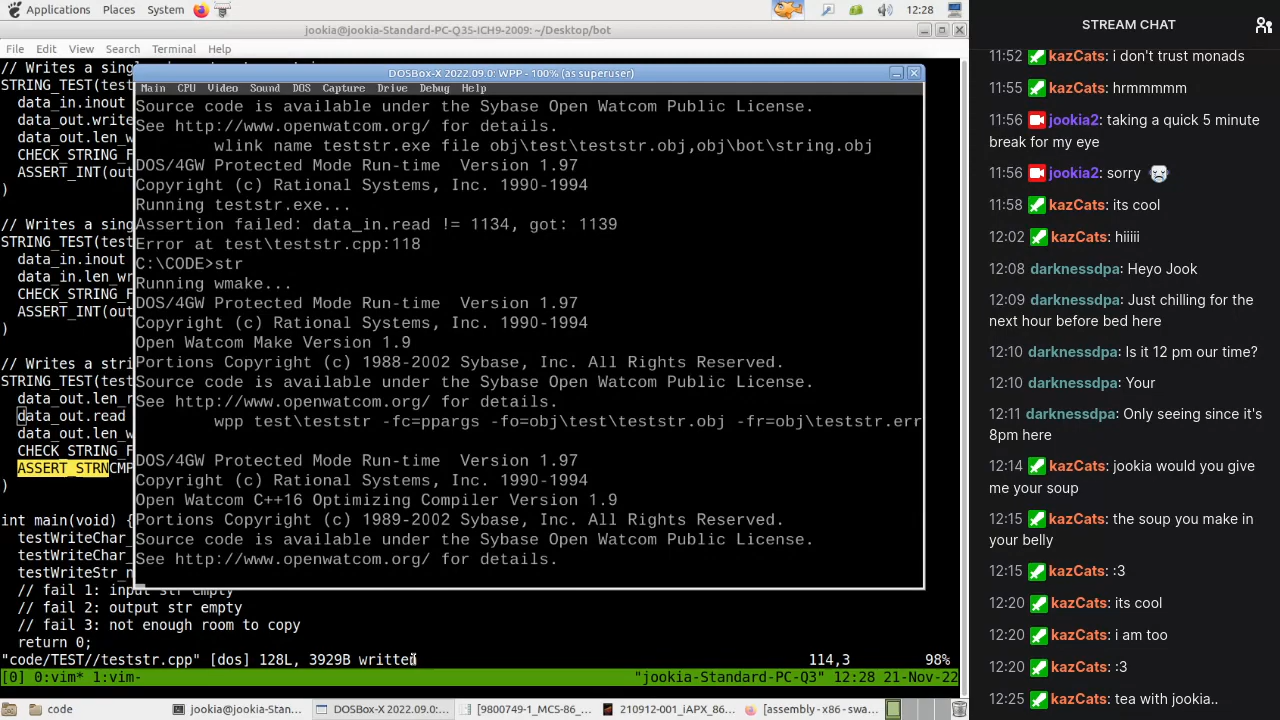 Applications Places System 12:28
jookia@jookia-Standard-PC-Q35-ICH9-2009: ~/Desktop/bot
File Edit View Search Terminal Help
// Writes a sing
STRING_TEST(test
data_in.inout
data_out.write
data_out.len_w
CHECK_STRING_F
ASSERT_INT(out
)
// Writes a sing
STRING_TEST(test
data_in.inout
data_in.len_wr
CHECK_STRING_F
ASSERT_INT(out
)
// Writes a stri
STRING_TEST(test
data_out.len_r
data_out.read
data_out.len_w
CHECK_STRING_F
ASSERT_STRNCMP
)
int main(void) {
testWriteChar_
testWriteChar_
testWriteStr_n
// fail 1: input str empty
// fail 2: output str empty
// fail 3: not enough room to copy
return 0;
"code/TEST//teststr.cpp" [dos] 128L, 3929B written 114,3 98%
[0] 0:vim* 1:vim- "jookia-Standard-PC-Q3" 12:28 21-Nov-22
DOSBox-X 2022.09.0: WPP - 100% (as superuser)
Main CPU Video Sound DOS Capture Drive Debug Help
Source code is available under the Sybase Open Watcom Public License.
See http://www.openwatcom.org/ for details.
wlink name teststr.exe file obj\test\teststr.obj,obj\bot\string.obj
DOS/4GW Protected Mode Run-time Version 1.97
Copyright (c) Rational Systems, Inc. 1990-1994
Running teststr.exe...
Assertion failed: data_in.read != 1134, got: 1139
Error at test\teststr.cpp:118
C:\CODE>str
Running wmake...
DOS/4GW Protected Mode Run-time Version 1.97
Copyright (c) Rational Systems, Inc. 1990-1994
Open Watcom Make Version 1.9
Portions Copyright (c) 1988-2002 Sybase, Inc. All Rights Reserved.
Source code is available under the Sybase Open Watcom Public License.
See http://www.openwatcom.org/ for details.
wpp test\teststr -fc=ppargs -fo=obj\test\teststr.obj -fr=obj\teststr.err
DOS/4GW Protected Mode Run-time Version 1.97
Copyright (c) Rational Systems, Inc. 1990-1994
Open Watcom C++16 Optimizing Compiler Version 1.9
Portions Copyright (c) 1989-2002 Sybase, Inc. All Rights Reserved.
Source code is available under the Sybase Open Watcom Public License.
See http://www.openwatcom.org/ for details.
code jookia@jookia-Stan... DOSBox-X 2022.09.0:... [9800749-1_MCS-86_... 210912-001_iAPX_86... [assembly - x86 - swa...
STREAM CHAT
11:52 kazCats: i don't trust monads
11:55 kazCats: hrmmmmm
11:56 jookia2: taking a quick 5 minute
break for my eye
11:56 jookia2: sorry
11:58 kazCats: its cool
12:02 kazCats: hiiiii
12:08 darknessdpa: Heyo Jook
12:09 darknessdpa: Just chilling for the
next hour before bed here
12:10 darknessdpa: Is it 12 pm our time?
12:10 darknessdpa: Your
12:11 darknessdpa: Only seeing since it's
8pm here
12:14 kazCats: jookia would you give
me your soup
12:15 kazCats: the soup you make in
your belly
12:15 kazCats: :3
12:20 kazCats: its cool
12:20 kazCats: i am too
12:20 kazCats: :3
12:25 kazCats: tea with jookia..